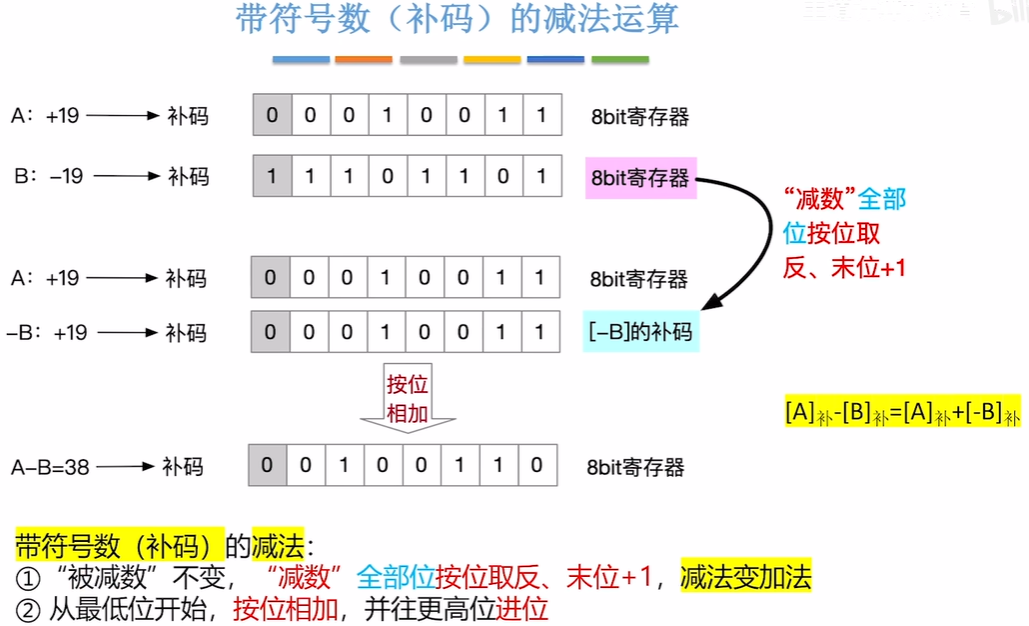 带符号数（补码）的减法运算
A: +19 补码 0 0 0 1 0 0 1 1 8bit寄存器
B: -19 补码 1 1 1 0 1 1 0 1 8bit寄存器
“减数”全部
位按位取
反、末位+1
A: +19 补码 0 0 0 1 0 0 1 1 8bit寄存器
-B: +19 补码 0 0 0 1 0 0 1 1 [-B]的补码
按位
相加
[A]补-[B]补=[A]补+[-B]补
A-B=38 补码 0 0 1 0 0 1 1 0 8bit寄存器
带符号数（补码）的减法：
① “被减数”不变，“减数”全部位按位取反、末位+1，减法变加法
② 从最低位开始，按位相加，并往更高位进位